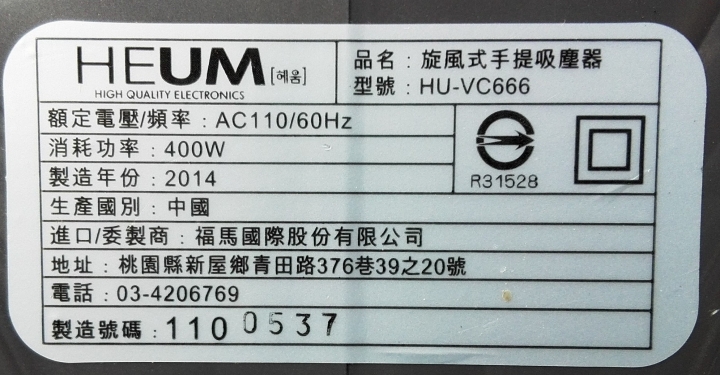 HEUM [헤움]
HIGH QUALITY ELECTRONICS
品名：旋風式手提吸塵器
型號：HU-VC666
額定電壓/頻率：AC110/60Hz
消耗功率：400W
製造年份：2014
R31528
生產國別：中國
進口/委製商：福馬國際股份有限公司
地址：桃園縣新屋鄉青田路376巷39之20號
電話：03-4206769
製造號碼：1100537